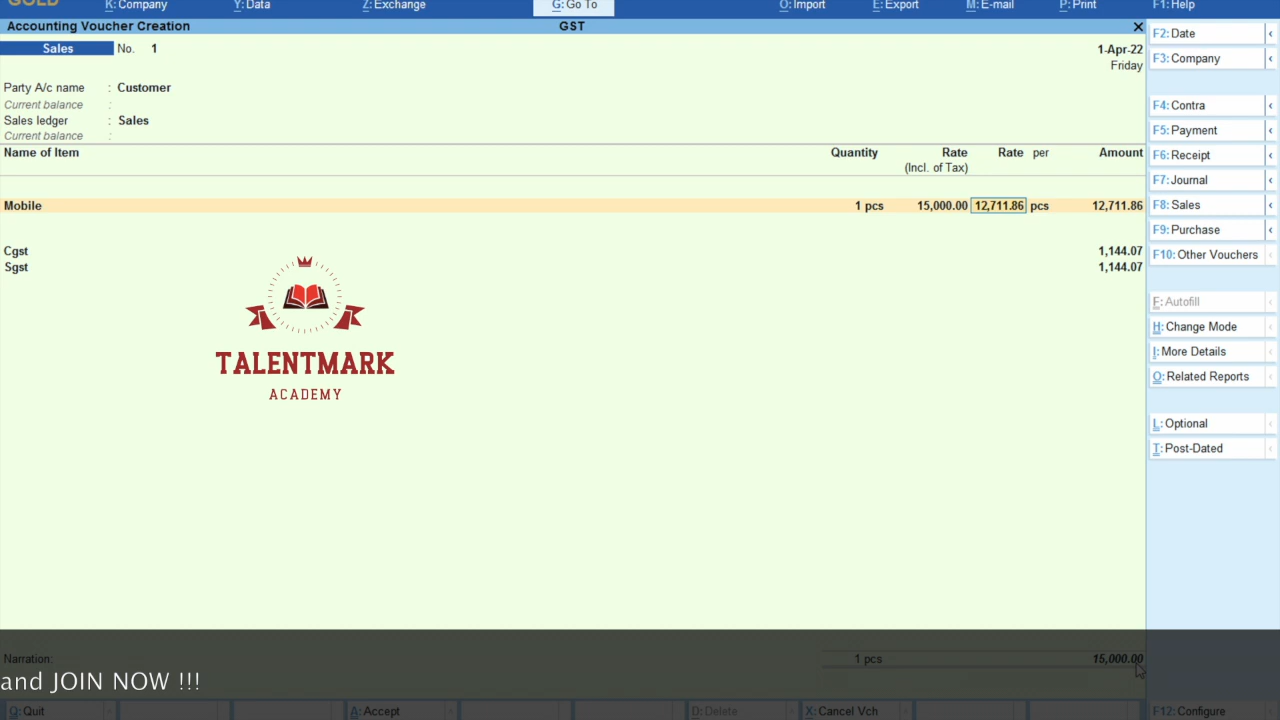 GOLD K: Company Y: Data Z: Exchange G: Go To O: Import E: Export M: E-mail P: Print F1: Help
Accounting Voucher Creation GST ✕
Sales No. 1 1-Apr-22
Friday
Party A/c name : Customer
Current balance :
Sales ledger : Sales
Current balance :
Name of Item Quantity Rate Rate per Amount
(Incl. of Tax)
Mobile 1 pcs 15,000.00 12,711.86 pcs 12,711.86
Cgst 1,144.07
Sgst 1,144.07
TALENTMARK
ACADEMY
Narration: 1 pcs 15,000.00
and JOIN NOW !!!
Q: Quit A: Accept D: Delete X: Cancel Vch F12: Configure
F2: Date
F3: Company
F4: Contra
F5: Payment
F6: Receipt
F7: Journal
F8: Sales
F9: Purchase
F10: Other Vouchers
F: Autofill
H: Change Mode
I: More Details
O: Related Reports
L: Optional
T: Post-Dated